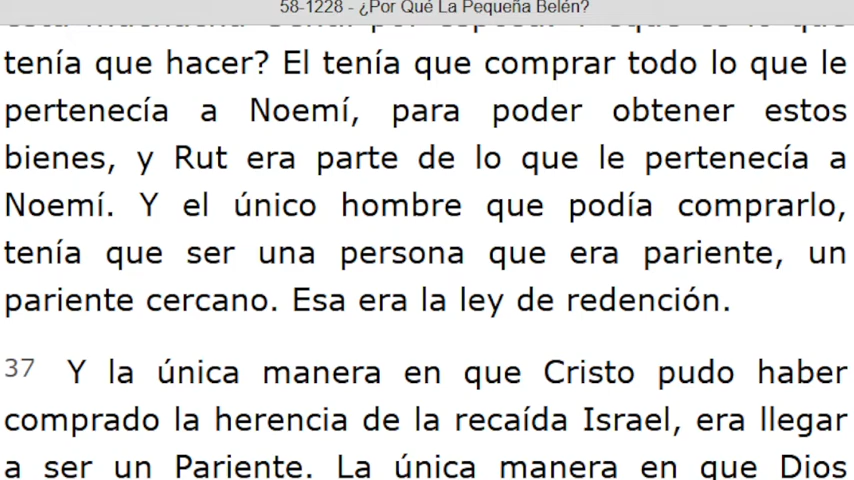 58-1228 - ¿Por Qué La Pequeña Belén?
tenía que hacer? El tenía que comprar todo lo que le
pertenecía a Noemí, para poder obtener estos
bienes, y Rut era parte de lo que le pertenecía a
Noemí. Y el único hombre que podía comprarlo,
tenía que ser una persona que era pariente, un
pariente cercano. Esa era la ley de redención.
37 Y la única manera en que Cristo pudo haber
comprado la herencia de la recaída Israel, era llegar
a ser un Pariente. La única manera en que Dios